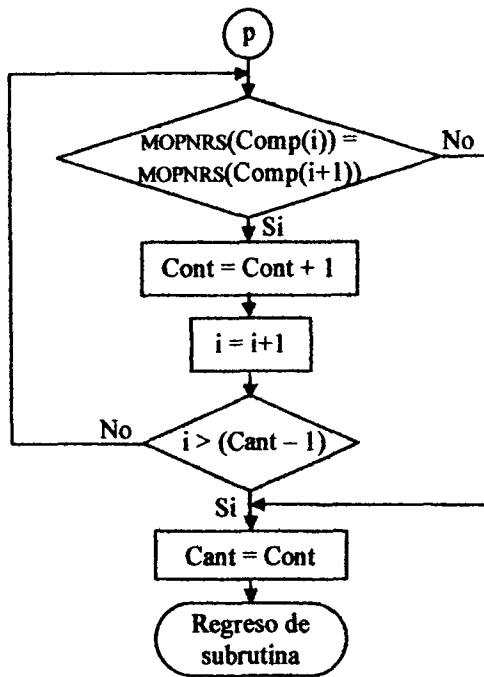 p
MOPNRS(Comp(i)) =
MOPNRS(Comp(i+1))
No
Si
Cont = Cont + 1
i = i+1
No
i > (Cant – 1)
Si
Cant = Cont
Regreso de
subrutina